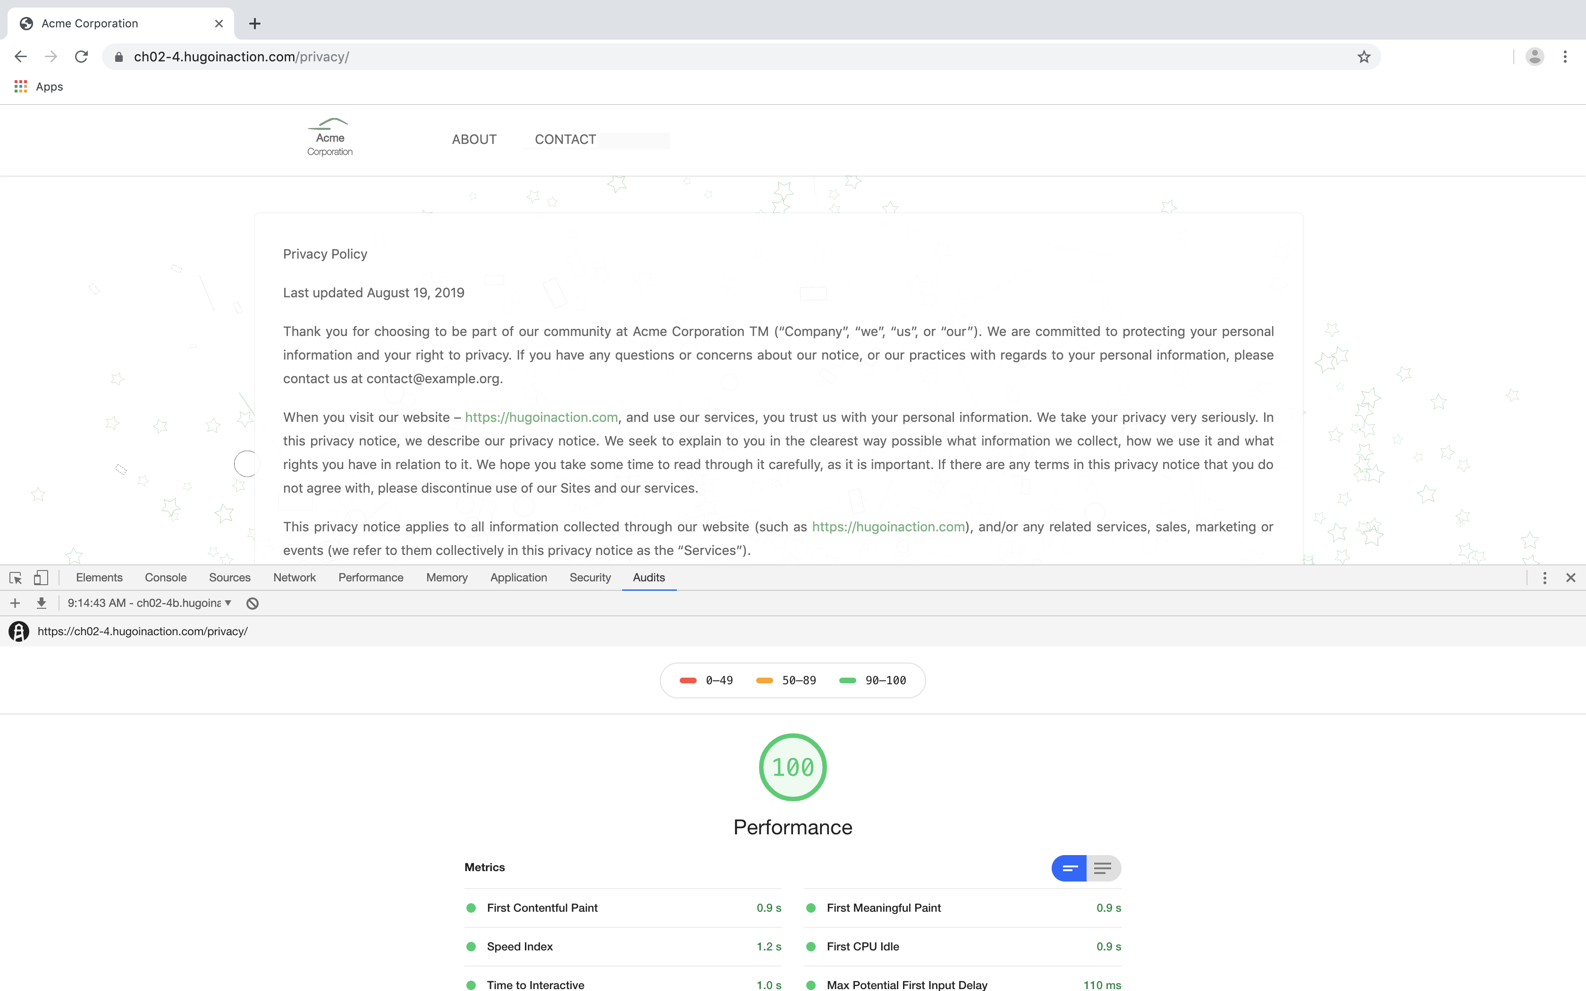 Acme Corporation
ch02-4.hugoinaction.com/privacy/
Apps
Acme
Corporation
ABOUT
CONTACT
Privacy Policy
Last updated August 19, 2019
Thank you for choosing to be part of our community at Acme Corporation TM (“Company”, “we”, “us”, or “our”). We are committed to protecting your personal
information and your right to privacy. If you have any questions or concerns about our notice, or our practices with regards to your personal information, please
contact us at contact@example.org.
When you visit our website – https://hugoinaction.com, and use our services, you trust us with your personal information. We take your privacy very seriously. In
this privacy notice, we describe our privacy notice. We seek to explain to you in the clearest way possible what information we collect, how we use it and what
rights you have in relation to it. We hope you take some time to read through it carefully, as it is important. If there are any terms in this privacy notice that you do
not agree with, please discontinue use of our Sites and our services.
This privacy notice applies to all information collected through our website (such as https://hugoinaction.com), and/or any related services, sales, marketing or
events (we refer to them collectively in this privacy notice as the “Services”).
Elements Console Sources Network Performance Memory Application Security Audits
9:14:43 AM - ch02-4b.hugoina
https://ch02-4.hugoinaction.com/privacy/
0–49 50–89 90–100
100
Performance
Metrics
First Contentful Paint 0.9 s
First Meaningful Paint 0.9 s
Speed Index 1.2 s
First CPU Idle 0.9 s
Time to Interactive 1.0 s
Max Potential First Input Delay 110 ms